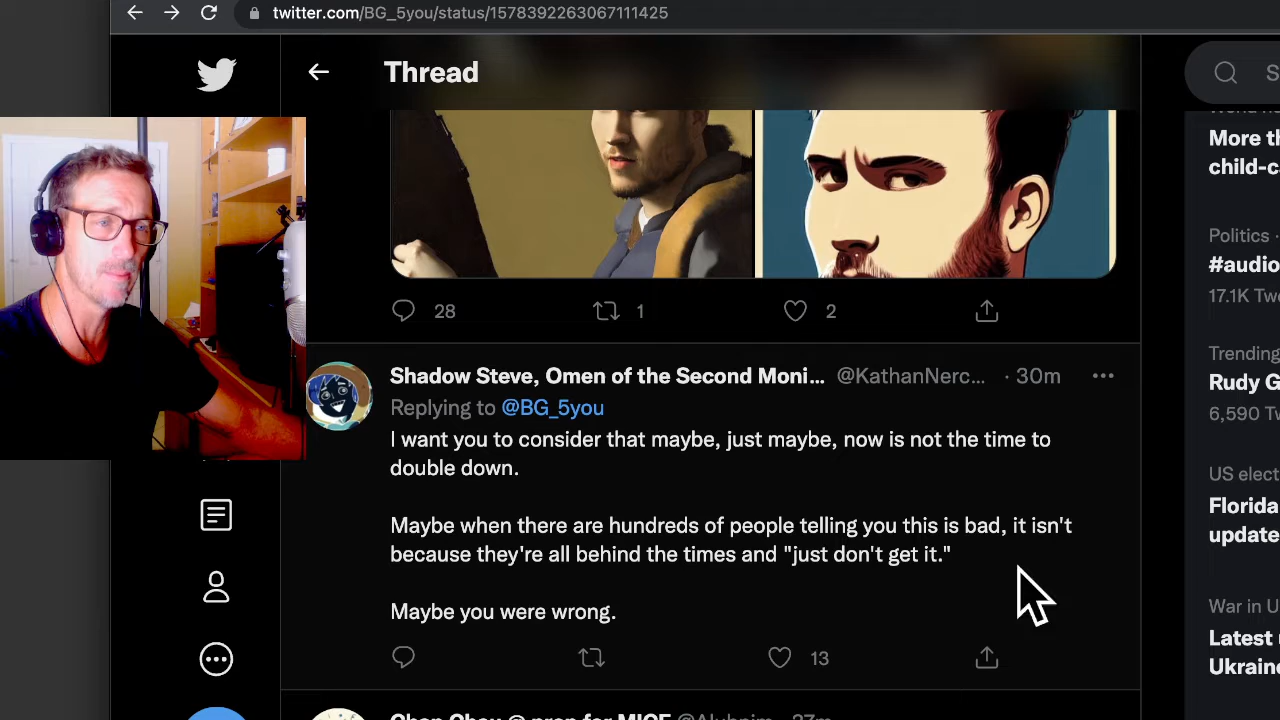 twitter.com/BG_5you/status/1578392263067111425
Thread
28
1
2
Shadow Steve, Omen of the Second Moni... @KathanNerc... · 30m
Replying to @BG_5you
I want you to consider that maybe, just maybe, now is not the time to
double down.
Maybe when there are hundreds of people telling you this is bad, it isn't
because they're all behind the times and "just don't get it."
Maybe you were wrong.
13
S
More th
child-ca
Politics ·
#audio
17.1K Twe
Trending
Rudy G
6,590 Tw
US elect
Florida
update
War in U
Latest
Ukraine